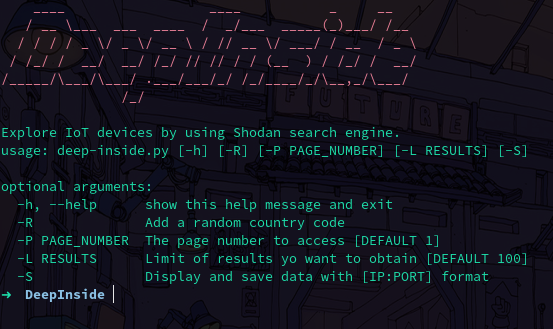 DeepInside
FUTURE
Explore IoT devices by using Shodan search engine.
usage: deep-inside.py [-h] [-R] [-P PAGE_NUMBER] [-L RESULTS] [-S]
optional arguments:
-h, --help show this help message and exit
-R Add a random country code
-P PAGE_NUMBER The page number to access [DEFAULT 1]
-L RESULTS Limit of results yo want to obtain [DEFAULT 100]
-S Display and save data with [IP:PORT] format
➜ DeepInside